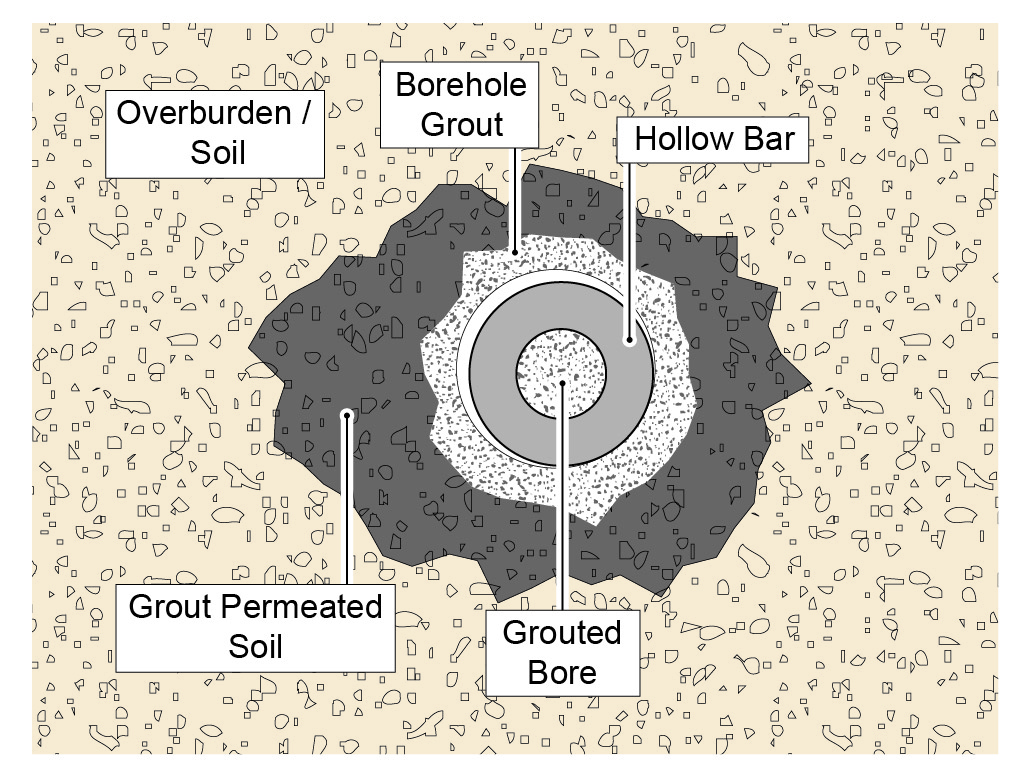 Overburden /
Soil
Borehole
Grout
Hollow Bar
Grout Permeated
Soil
Grouted
Bore